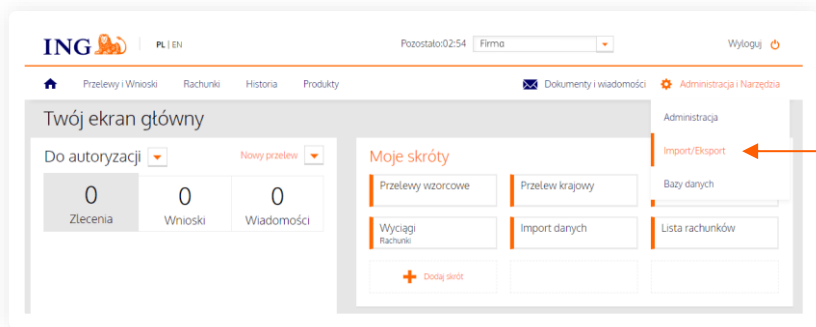 ING PL | EN Pozostało:02:54 Firma Wyloguj
Przelewy i Wnioski Rachunki Historia Produkty Dokumenty i wiadomości Administracja i Narzędzia
Twój ekran główny
Administracja
Import/Eksport
Bazy danych
Do autoryzacji Nowy przelew
0 0 0
Zlecenia Wnioski Wiadomości
Moje skróty
Przelewy wzorcowe Przelew krajowy
Wyciągi Import danych Lista rachunków
Rachunki
Dodaj skrót